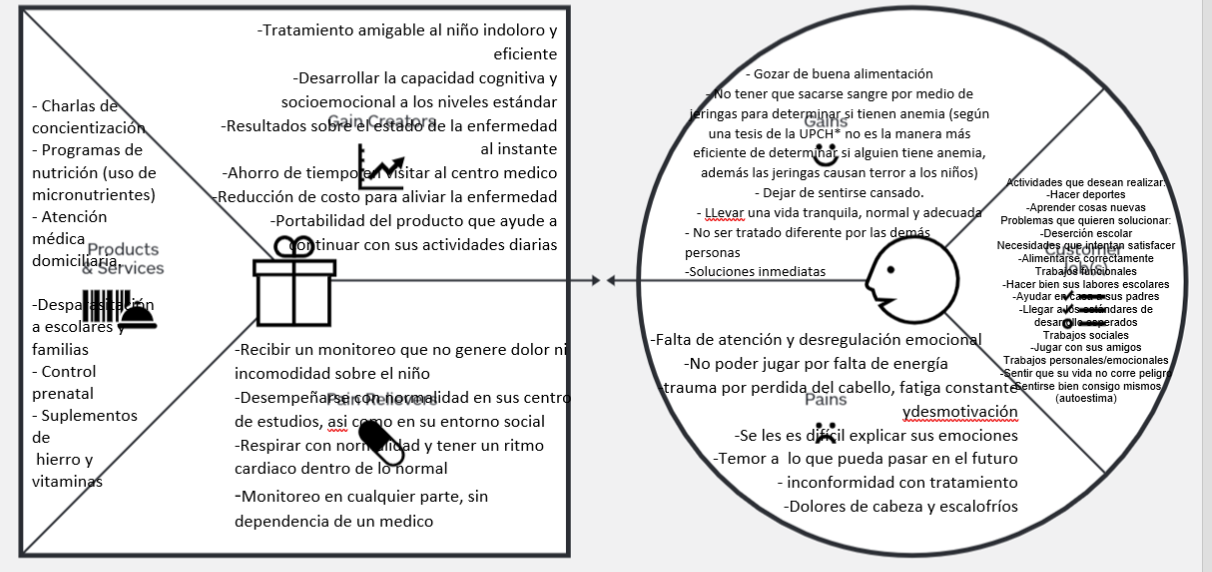 -Tratamiento amigable al niño indoloro y
eficiente
-Desarrollar la capacidad cognitiva y
socioemocional a los niveles estándar
Gain Creators
-Resultados sobre el estado de la enfermedad
al instante
-Ahorro de tiempo en visitar al centro medico
-Reducción de costo para aliviar la enfermedad
-Portabilidad del producto que ayude a
continuar con sus actividades diarias
- Charlas de
concientización
- Programas de
nutrición (uso de
micronutrientes)
- Atención
médica
domiciliaria.
Products
& Services
-Desparasitación
a escolares y
familias
- Control
prenatal
- Suplementos
de
hierro y
vitaminas
-Recibir un monitoreo que no genere dolor ni
incomodidad sobre el niño
-Desempeñarse con normalidad en sus centro
Pain Relievers
de estudios, asi como en su entorno social
-Respirar con normalidad y tener un ritmo
cardiaco dentro de lo normal
-Monitoreo en cualquier parte, sin
dependencia de un medico
- Gozar de buena alimentación
- No tener que sacarse sangre por medio de
jeringas para determinar si tienen anemia (según
Gains
una tesis de la UPCH* no es la manera más
eficiente de determinar si alguien tiene anemia,
además las jeringas causan terror a los niños)
- Dejar de sentirse cansado.
- LLevar una vida tranquila, normal y adecuada
- No ser tratado diferente por las demás
personas
-Soluciones inmediatas
-Falta de atención y desregulación emocional
-No poder jugar por falta de energía
-trauma por perdida del cabello, fatiga constante
Pains
ydesmotivación
-Se les es difícil explicar sus emociones
-Temor a lo que pueda pasar en el futuro
- inconformidad con tratamiento
-Dolores de cabeza y escalofríos
Actividades que desean realizar:
-Hacer deportes
-Aprender cosas nuevas
Problemas que quieren solucionar:
-Deserción escolar
Necesidades que intentan satisfacer
Customer
Job(s)
-Alimentarse correctamente
Trabajos funcionales
-Hacer bien sus labores escolares
-Ayudar en casa a sus padres
-Llegar a los estándares de
desarrollo esperados
Trabajos sociales
-Jugar con sus amigos
Trabajos personales/emocionales
-Sentir que su vida no corre peligro
-Sentirse bien consigo mismos
(autoestima)